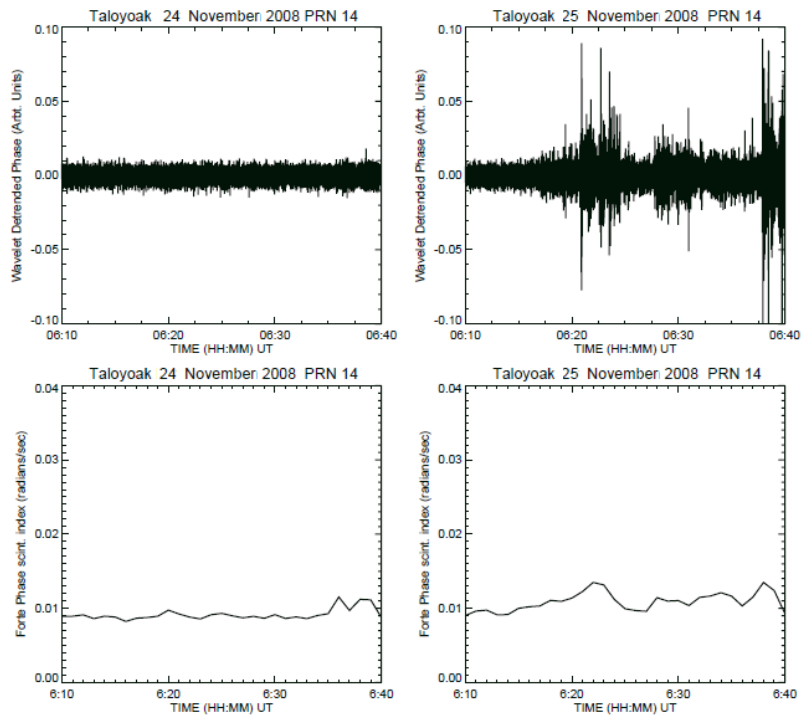 Taloyoak 24 November 2008 PRN 14
Wavelet Detrended Phase (Arbt. Units)
0.10
0.05
0.00
-0.05
-0.10
06:10 06:20 06:30 06:40
TIME (HH:MM) UT
Taloyoak 25 November 2008 PRN 14
Wavelet Detrended Phase (Arbt. Units)
0.10
0.05
0.00
-0.05
-0.10
06:10 06:20 06:30 06:40
TIME (HH:MM) UT
Taloyoak 24 November 2008 PRN 14
Forte Phase scint. index (radians/sec)
0.04
0.03
0.02
0.01
0.00
6:10 6:20 6:30 6:40
TIME (HH:MM) UT
Taloyoak 25 November 2008 PRN 14
Forte Phase scint. index (radians/sec)
0.04
0.03
0.02
0.01
0.00
6:10 6:20 6:30 6:40
TIME (HH:MM) UT